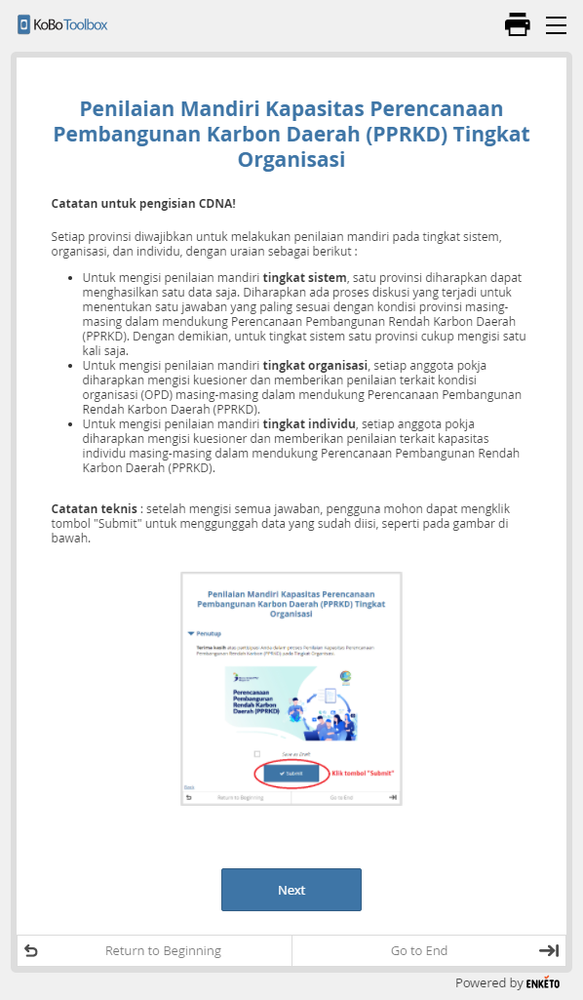 KoBoToolbox
Penilaian Mandiri Kapasitas Perencanaan
Pembangunan Karbon Daerah (PPRKD) Tingkat
Organisasi
Catatan untuk pengisian CDNA!
Setiap provinsi diwajibkan untuk melakukan penilaian mandiri pada tingkat sistem,
organisasi, dan individu, dengan uraian sebagai berikut :
• Untuk mengisi penilaian mandiri tingkat sistem, satu provinsi diharapkan dapat
menghasilkan satu data saja. Diharapkan ada proses diskusi yang terjadi untuk
menentukan satu jawaban yang paling sesuai dengan kondisi provinsi masing-
masing dalam mendukung Perencanaan Pembangunan Rendah Karbon Daerah
(PPRKD). Dengan demikian, untuk tingkat sistem satu provinsi cukup mengisi satu
kali saja.
• Untuk mengisi penilaian mandiri tingkat organisasi, setiap anggota pokja
diharapkan mengisi kuesioner dan memberikan penilaian terkait kondisi
organisasi (OPD) masing-masing dalam mendukung Perencanaan Pembangunan
Rendah Karbon Daerah (PPRKD).
• Untuk mengisi penilaian mandiri tingkat individu, setiap anggota pokja
diharapkan mengisi kuesioner dan memberikan penilaian terkait kapasitas
individu masing-masing dalam mendukung Perencanaan Pembangunan Rendah
Karbon Daerah (PPRKD).
Catatan teknis : setelah mengisi semua jawaban, pengguna mohon dapat mengklik
tombol "Submit" untuk menggunggah data yang sudah diisi, seperti pada gambar di
bawah.
Penilaian Mandiri Kapasitas Perencanaan
Pembangunan Karbon Daerah (PPRKD) Tingkat
Organisasi
Penutup
Terima kasih atas partisipasi Anda dalam proses Penilaian Kapasitas Perencanaan
Pembangunan Rendah Karbon (PPRKD) pada Tingkat Organisasi.
Perencanaan
Pembangunan
Rendah Karbon
Daerah (PPRKD)
Save as Draft
Submit
Klik tombol "Submit"
Back
Return to Beginning
Go to End
Next
Return to Beginning
Go to End
Powered by ENKETO